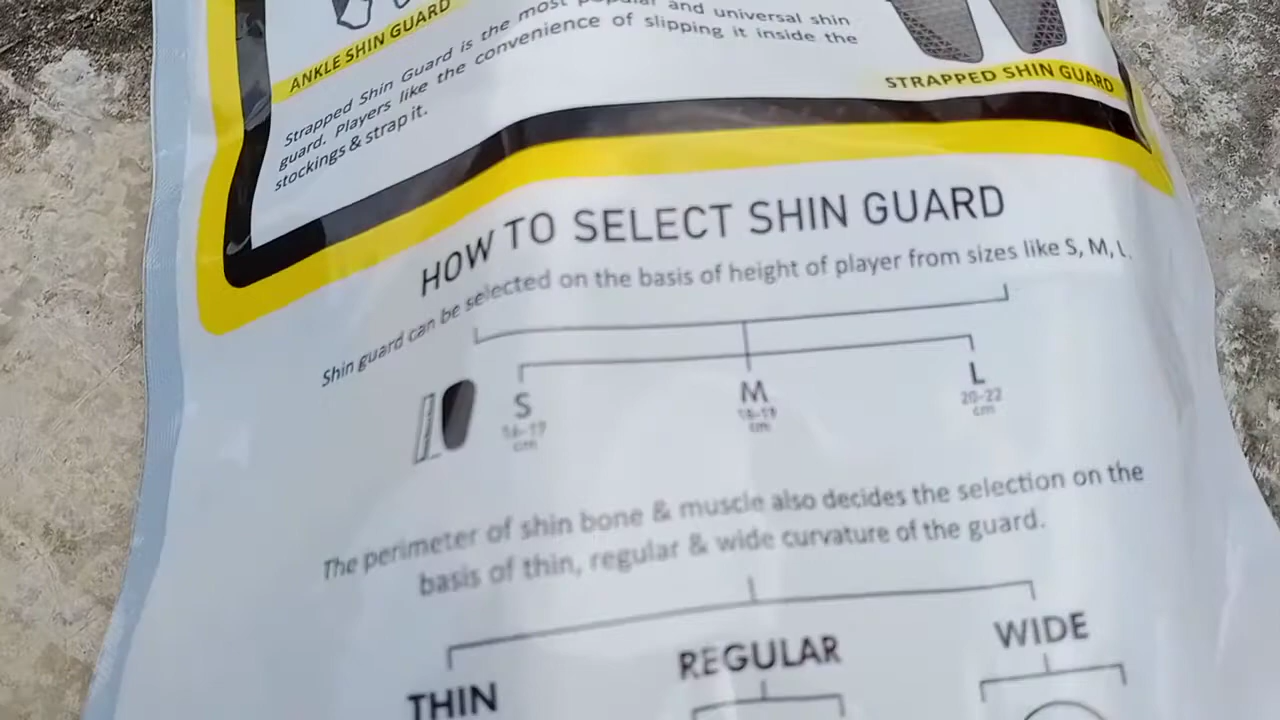 ANKLE SHIN GUARD
STRAPPED SHIN GUARD
Strapped Shin Guard is the most popular and universal shin
guard. Players like the convenience of slipping it inside the
stockings & strap it.
HOW TO SELECT SHIN GUARD
Shin guard can be selected on the basis of height of player from sizes like S, M, L
S
16-17
cm
M
18-19
cm
L
20-22
cm
The perimeter of shin bone & muscle also decides the selection on the
basis of thin, regular & wide curvature of the guard.
THIN
REGULAR
WIDE